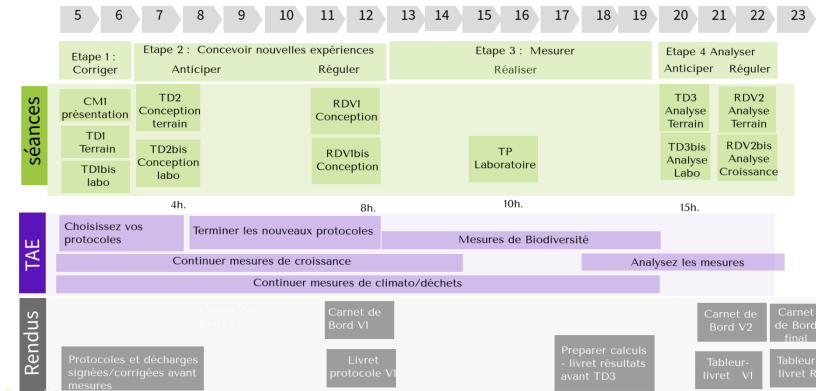 5 6 7 8 9 10 11 12 13 14 15 16 17 18 19 20 21 22 23
Etape 1 :
Corriger
Etape 2 : Concevoir nouvelles expériences
Anticiper Réguler
Etape 3 : Mesurer
Réaliser
Etape 4 Analyser
Anticiper Réguler
séances
CM1
présentation
TD1
Terrain
TD1bis
labo
TD2
Conception
terrain
TD2bis
Conception
labo
RDV1
Conception
RDV1bis
Conception
TP
Laboratoire
TD3
Analyse
Terrain
TD3bis
Analyse
Labo
RDV2
Analyse
Terrain
RDV2bis
Analyse
Croissance
4h. 8h. 10h. 15h.
TAE
Choisissez vos
protocoles
Terminer les nouveaux protocoles
Mesures de Biodiversité
Continuer mesures de croissance
Analysez les mesures
Continuer mesures de climato/déchets
Rendus
Carnet de
Carnet de
Bord V1
Carnet de
Bord V2
Carnet
de Bord
final
Protocoles et décharges
signées/corrigées avant
mesures
Livret
protocole V1
Preparer calculs
- livret résultats
avant TD3
Tableur-
livret V1
Tableur-
livret R